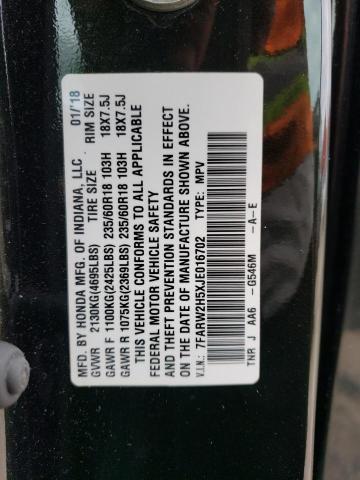 MFD. BY HONDA MFG. OF INDIANA, LLC 01/'18
GVWR 2130KG(4695LBS) TIRE SIZE RIM SIZE
GAWR F 1100KG(2425LBS) 235/60R18 103H 18X7.5J
GAWR R 1075KG(2369LBS) 235/60R18 103H 18X7.5J
THIS VEHICLE CONFORMS TO ALL APPLICABLE
FEDERAL MOTOR VEHICLE SAFETY
AND THEFT PREVENTION STANDARDS IN EFFECT
ON THE DATE OF MANUFACTURE SHOWN ABOVE.
V.I.N.: 7FARW2H5XJE016702 TYPE: MPV
TNR J AA6 -G546M -A-E